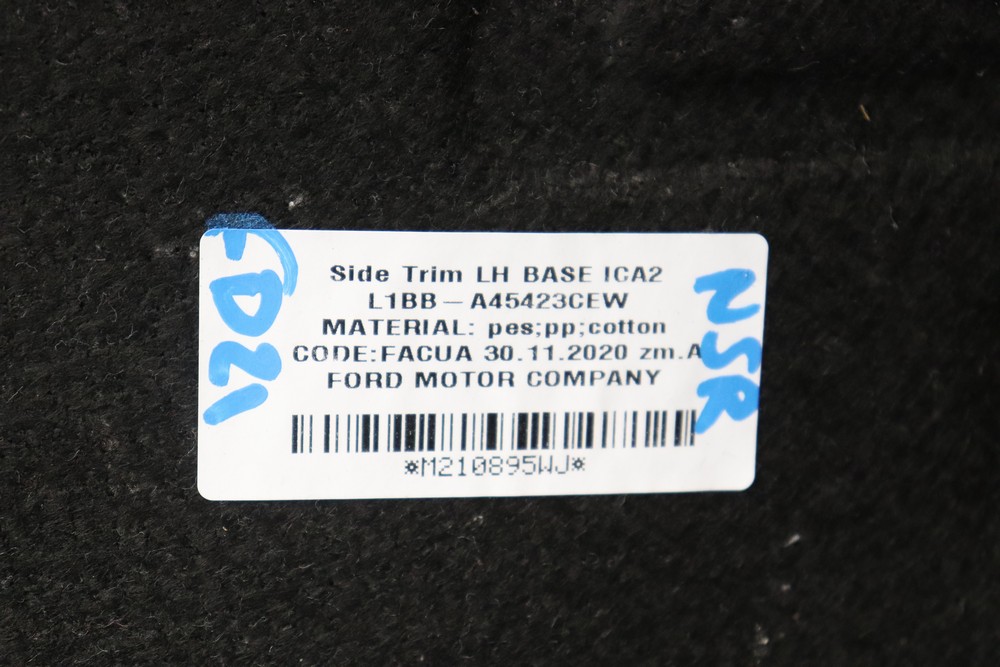 Side Trim LH BASE ICA2
L1BB-A45423CEW
MATERIAL: pes;pp;cotton
CODE:FACUA 30.11.2020 zm.A
FORD MOTOR COMPANY
*M210895WJ*
NSR